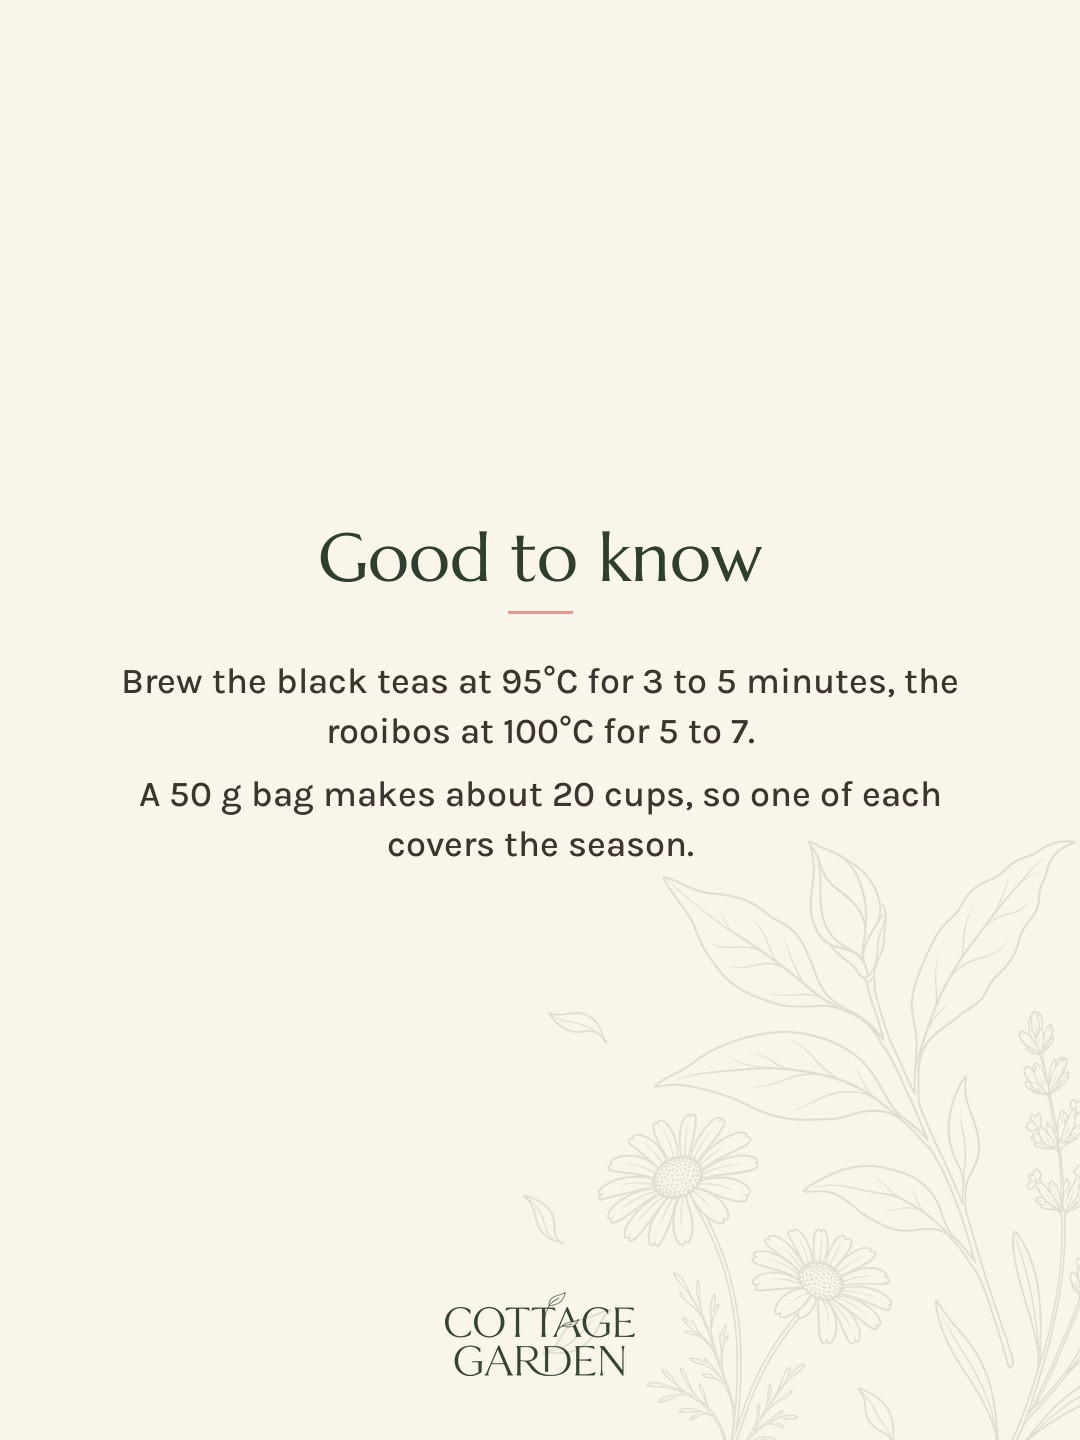 Good to know
Brew the black teas at 95°C for 3 to 5 minutes, the
rooibos at 100°C for 5 to 7.
A 50 g bag makes about 20 cups, so one of each
covers the season.
COTTAGE
GARDEN